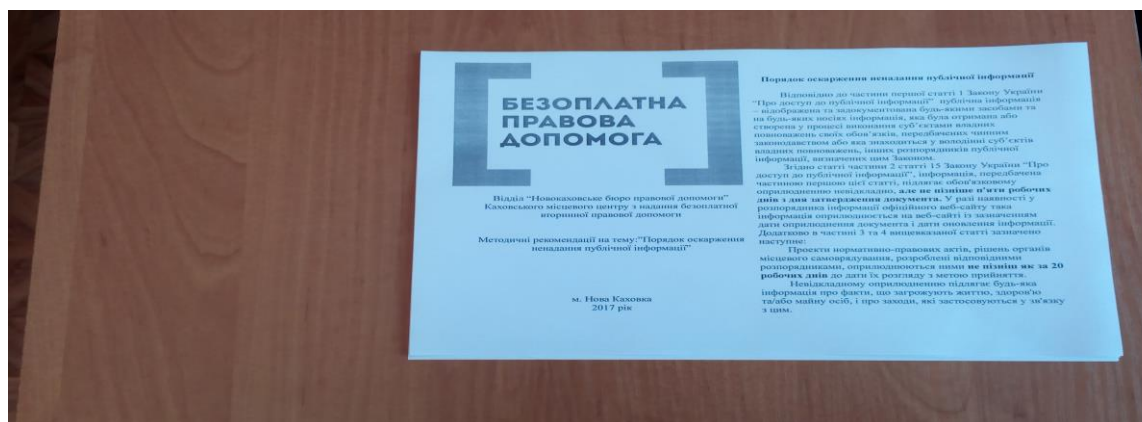 БЕЗОПЛАТНА
ПРАВОВА
ДОПОМОГА
Відділ "Новокаховське бюро правової допомоги"
Каховського місцевого центру з надання безоплатної
вторинної правової допомоги
Методичні рекомендації на тему:"Порядок оскарження
ненадання публічної інформації"
м. Нова Каховка
2017 рік
Порядок оскарження ненадання публічної інформації
Відповідно до частини першої статті 1 Закону України
"Про доступ до публічної інформації" публічна інформація
– відображена та задокументована будь-якими засобами та
на будь-яких носіях інформація, яка була отримана або
створена у процесі виконання суб'єктами владних
повноважень своїх обов'язків, передбачених чинним
законодавством або яка знаходиться у володінні суб'єктів
владних повноважень, інших розпорядників публічної
інформації, визначених цим Законом.
Згідно статті частини 2 статті 15 Закону України "Про
доступ до публічної інформації", інформація, передбачена
частиною першою цієї статті, підлягає обов'язковому
оприлюдненню невідкладно, але не пізніше п'яти робочих
днів з дня затвердження документа. У разі наявності у
розпорядника інформації офіційного веб-сайту така
інформація оприлюднюється на веб-сайті із зазначенням
дати оприлюднення документа і дати оновлення інформації.
Додатково в частині 3 та 4 вищевказаної статті зазначено
наступне:
Проекти нормативно-правових актів, рішень органів
місцевого самоврядування, розроблені відповідними
розпорядниками, оприлюднюються ними не пізніш як за 20
робочих днів до дати їх розгляду з метою прийняття.
Невідкладному оприлюдненню підлягає будь-яка
інформація про факти, що загрожують життю, здоров'ю
та/або майну осіб, і про заходи, які застосовуються у зв'язку
з цим.